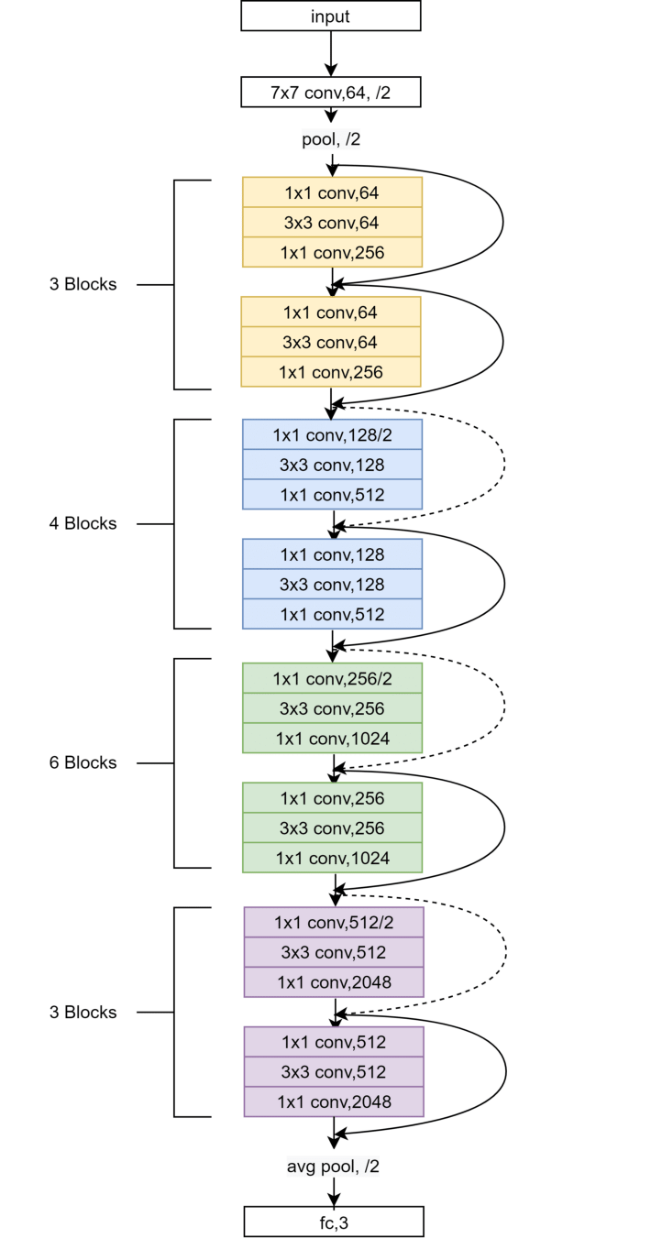 input
7x7 conv,64, /2
pool, /2
1x1 conv,64
3x3 conv,64
1x1 conv,256
3 Blocks
1x1 conv,64
3x3 conv,64
1x1 conv,256
1x1 conv,128/2
3x3 conv,128
1x1 conv,512
4 Blocks
1x1 conv,128
3x3 conv,128
1x1 conv,512
1x1 conv,256/2
3x3 conv,256
1x1 conv,1024
6 Blocks
1x1 conv,256
3x3 conv,256
1x1 conv,1024
1x1 conv,512/2
3x3 conv,512
1x1 conv,2048
3 Blocks
1x1 conv,512
3x3 conv,512
1x1 conv,2048
avg pool, /2
fc,3